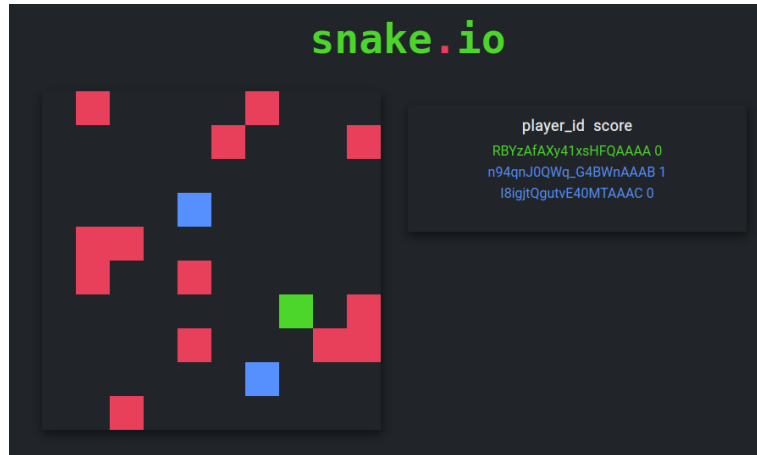 snake.io
player_id score
RBYzAfAXy41xsHFQAAAA 0
n94qnJ0QWq_G4BWnAAAB 1
I8igjtQgutvE40MTAAAC 0